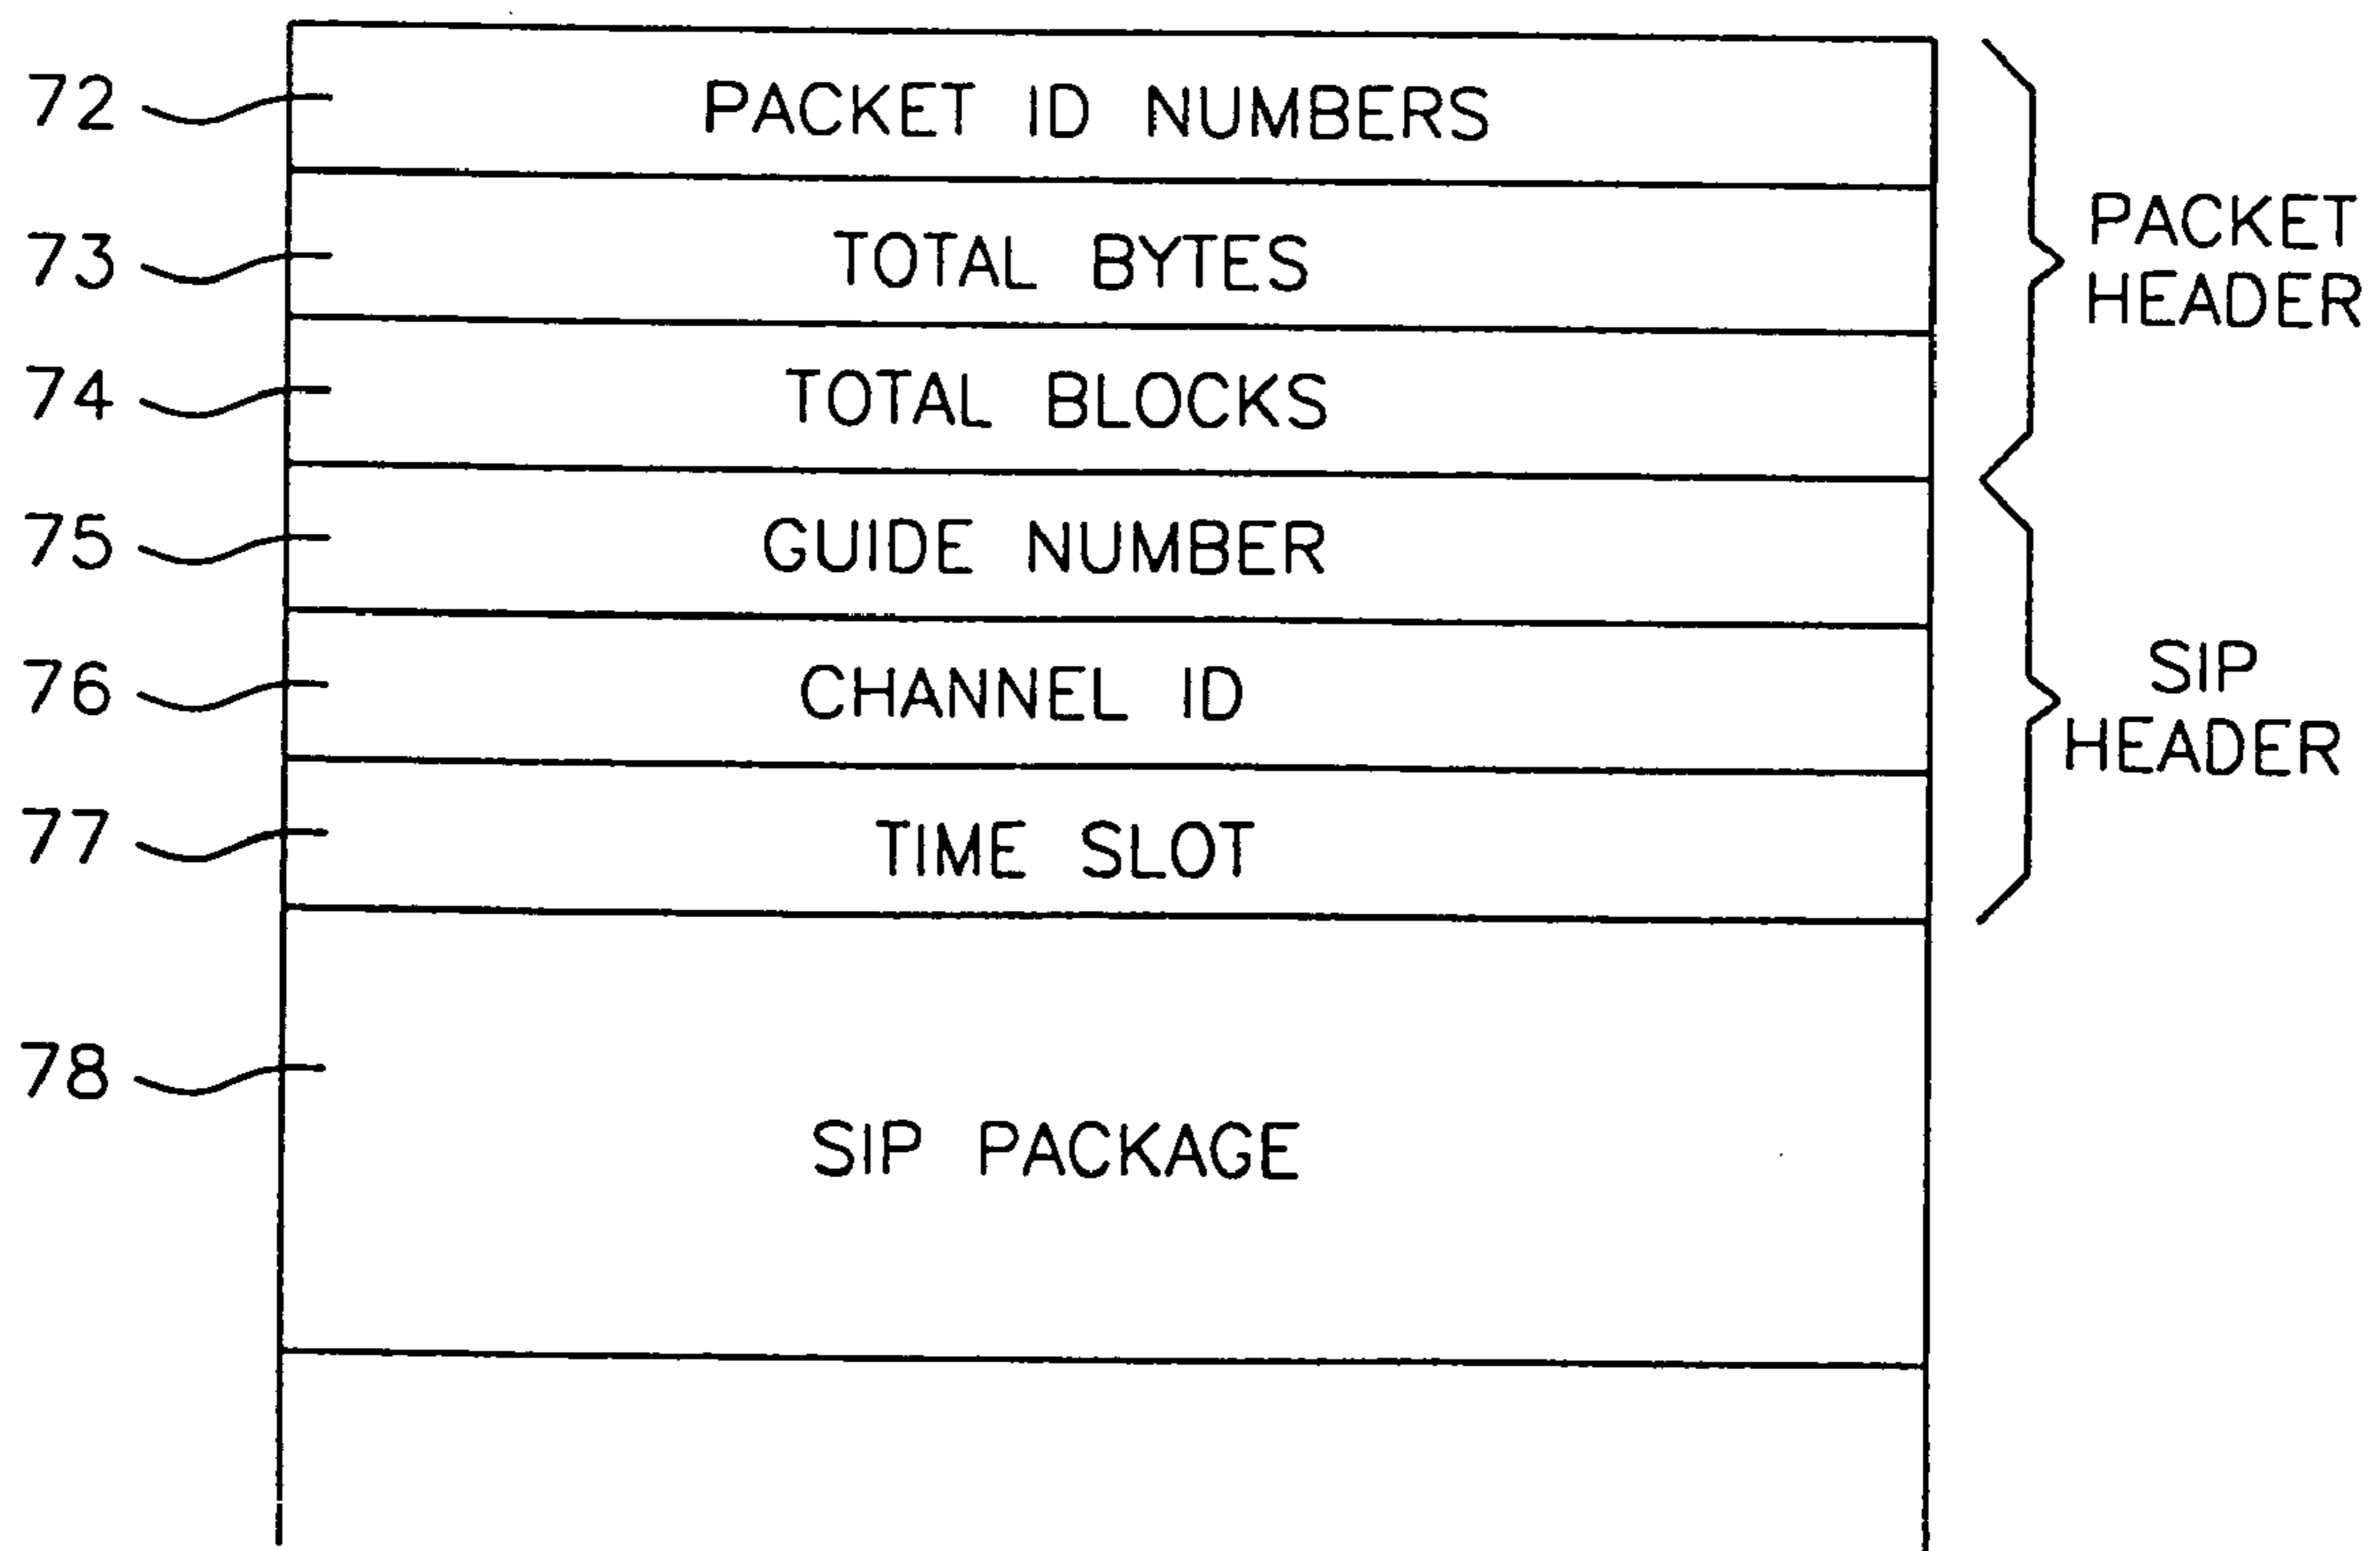 72 PACKET ID NUMBERS
73 TOTAL BYTES
74 TOTAL BLOCKS
PACKET
HEADER
75 GUIDE NUMBER
76 CHANNEL ID
77 TIME SLOT
SIP
HEADER
78 SIP PACKAGE